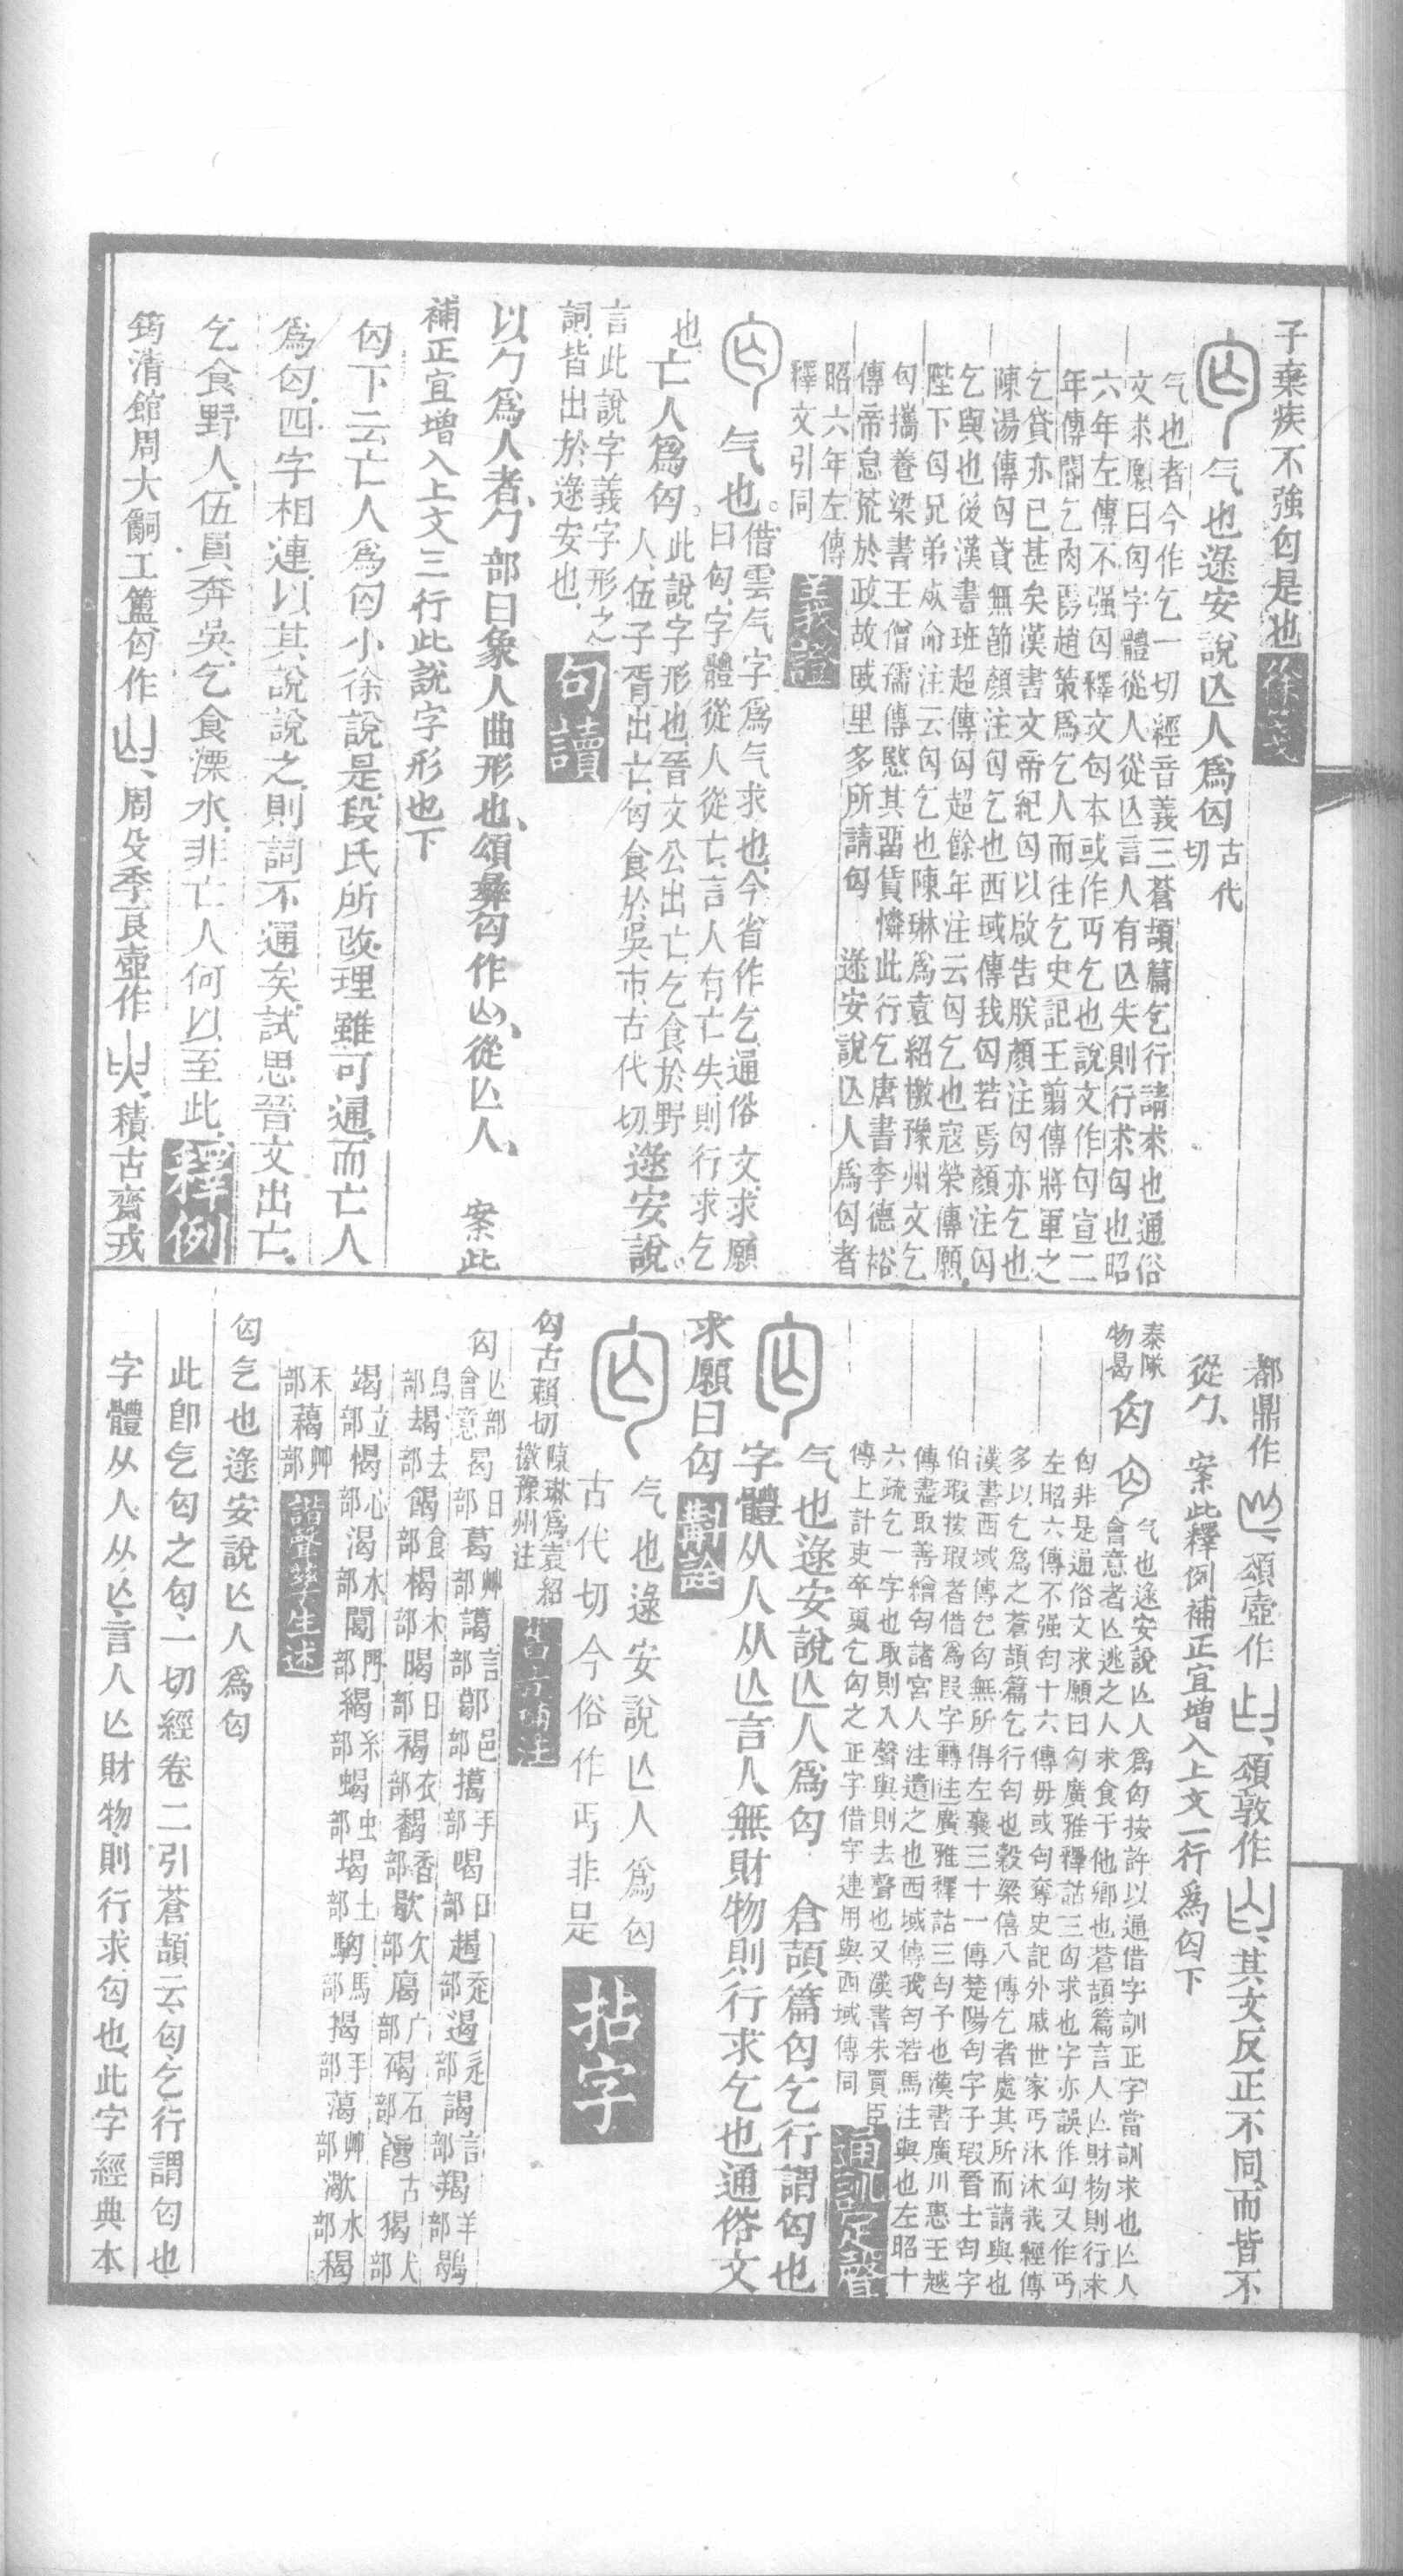 子棄疾不強匃是也徐箋
气也逯安說亾人爲匃古代切
气也者今作乞一切經音義三蒼頡篇乞行請求也通俗
文求願曰匃字體從人從亾言人有亾失則行求匃也昭
六年左傳不强匃釋文匃本或作丐乞也說文作匃宣二
年傳閽乞肉焉趙策爲乞人而往乞史記王翦傳將軍之
乞貸亦已甚矣漢書文帝紀匃以啟告朕顏注匃亦乞也
陳湯傳匃貣無節顏注匃乞也西域傳我匃若焉顏注匃
乞與也後漢書班超傳匃超餘年注云匃乞也寇榮傳願
陛下匃兄弟死命注云匃乞也陳琳爲袁紹檄豫州文乞
匃攜養梁書王僧孺傳愍其留貨憐此行乞唐書李德裕
傳帝怠荒於政故戚里多所請匃 逯安說亾人爲匃者
昭六年左傳
釋文引同義證
气也。借雲气字爲气求也、今省作乞、通俗文、求願
曰匃、字體從人從亡、言人有亡失、則行求乞
也、亡人爲匃。此說字形也、晉文公出亡、乞食於野
人、伍子胥出亡、匃食於吳巿、古代切、逯安說。
言此說字義字形之
詞、皆出於逯安也、句讀
以勹爲人者、勹部曰象人曲形也、頌彝匃作、從亾人、 案此
補正宜增入上文三行此說字形也下
匃下云亡人爲匃小徐說是、段氏所改、理雖可通、而亡人
爲匃、四字相連、以其說說之、則詞不通矣、試思晉文出亡、
乞食野人、伍員奔吳、乞食溧水、非亡人何以至此、釋例
筠清館周大嗣工簠匃作、周殳季良壺作、積古齋戎
都鼎作、頌壺作、頌敦作、其文反正不同、而皆不
從勹、 案此釋例補正宜增入上文一行爲匃下
泰隊
物曷匃 气也逯安說亾人爲匃按許以通借字訓正字當訓求也亾人
會意者亾逃之人求食于他鄉也蒼頡篇言人亾財物則行求
匃非是通俗文求願曰匃廣雅釋詁三匃求也字亦誤作匄又作丐
左昭六傳不强匃十六傳毋或匃奪史記外戚世家丐沐沐我經傳
多以乞爲之蒼頡篇乞行匃也穀梁僖八傳乞者處其所而請與也
漢書西域傳乞匃無所得左襄三十一傳楚陽匃字子瑕晉士匃字
伯瑕按瑕者借爲叚字轉注廣雅釋詁三匃予也漢書廣川惠王越
傳盡取善繒匃諸宮人注遺之也西域傳我匃若馬注與也左昭十
六疏乞一字也取則入聲與則去聲也又漢書朱買臣
傳上計吏卒更乞匃之正字借字連用與西域傳同通訓定聲
气也逯安說亾人爲匃 倉頡篇匃乞行謂匃也
字體从人从亾言人無財物則行求乞也通俗文
求願曰匃斠詮
气也逯安說亾人爲匃
古代切今俗作丐非是拈字
匃古賴切陳琳爲袁紹
檄豫州注
匃亾部會意曷日部葛艸部謁言部鄎邑部擖手部喝日部趨走部遏辵部謁言部羯羊部鶡
鳥部朅去部餲食部楬木部暍日部褐衣部馤香部歇欠部廅广部碣石部古猲犬部
竭立部愒心部渴水部閼門部緆糸部蝎虫部堨土部騔馬部揭手部蔼艸部瀫水部稭
禾部藒艸部諧聲孳生述
匃乞也逯安說亾人爲匃
此卽乞匃之匃、一切經卷二引蒼頡云匃、乞行謂匃也
字體从人、从亾、言人亾財物、則行求匃也、此字經典本